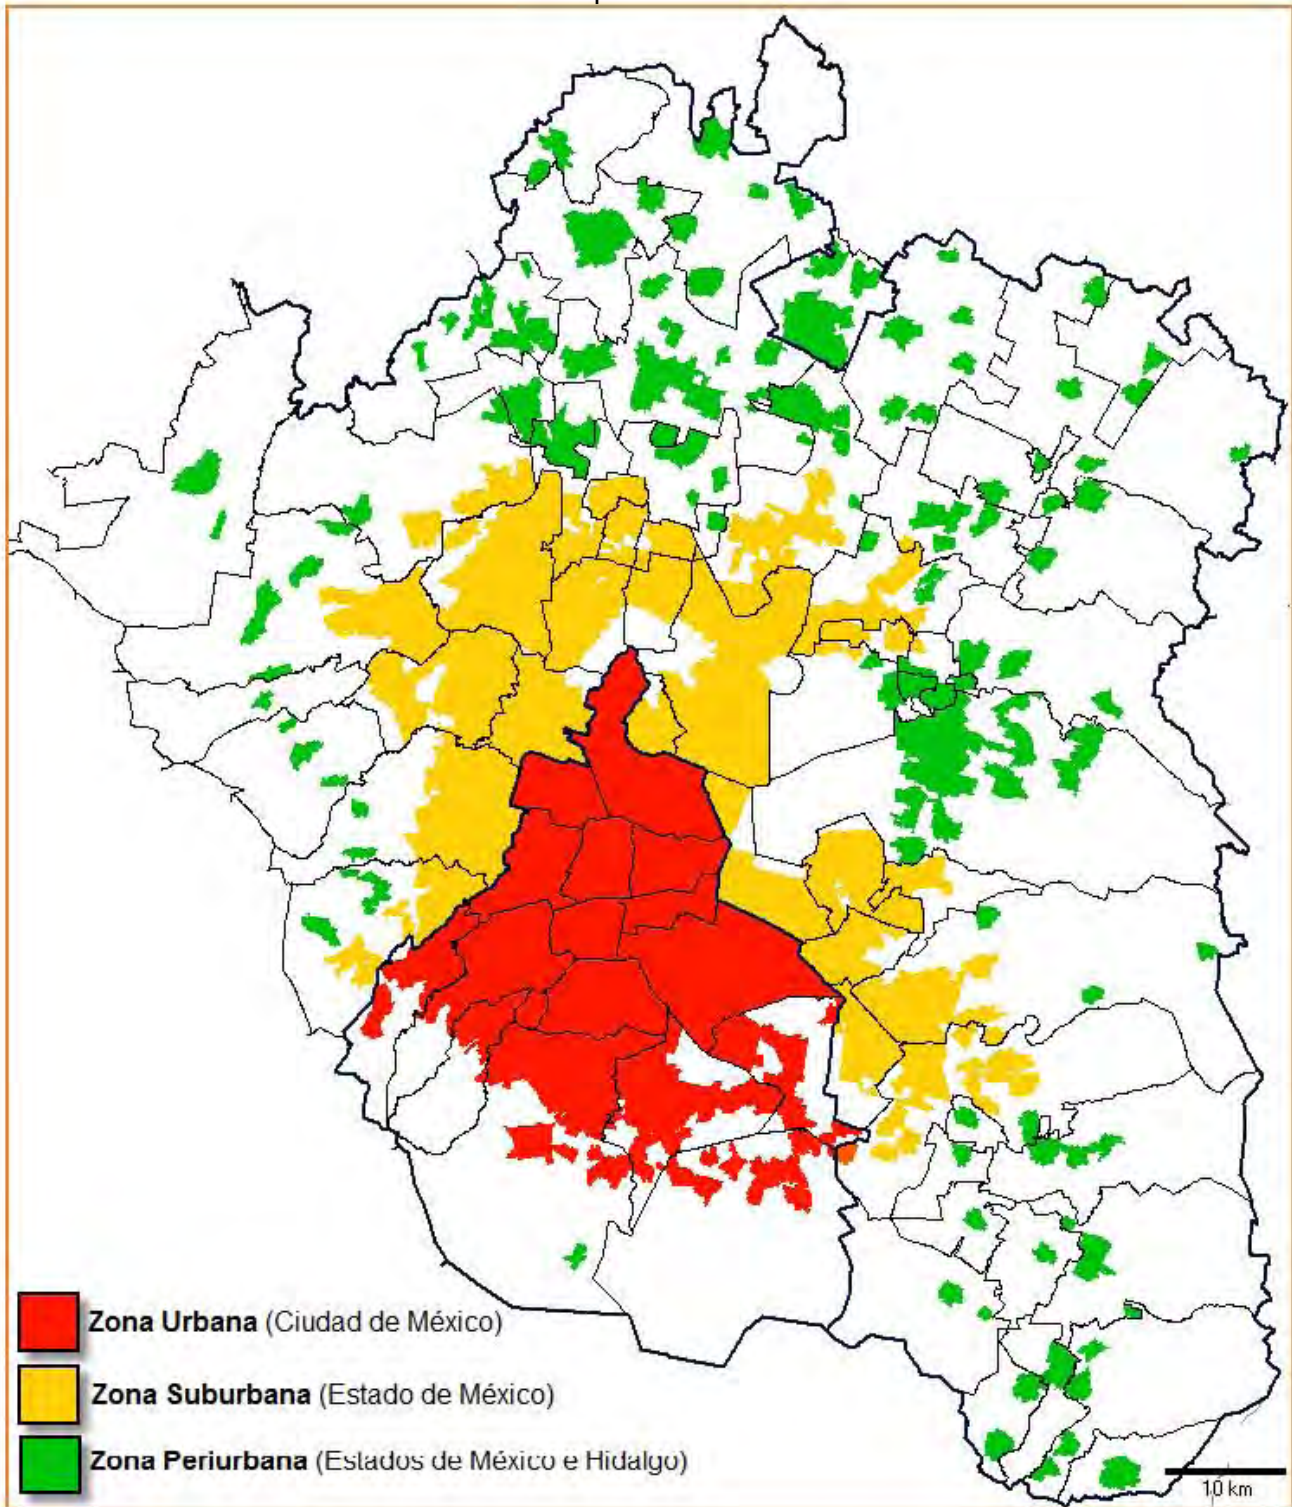 Zona Urbana (Ciudad de México)
Zona Suburbana (Estado de México)
Zona Periurbana (Estados de México e Hidalgo)
10 km